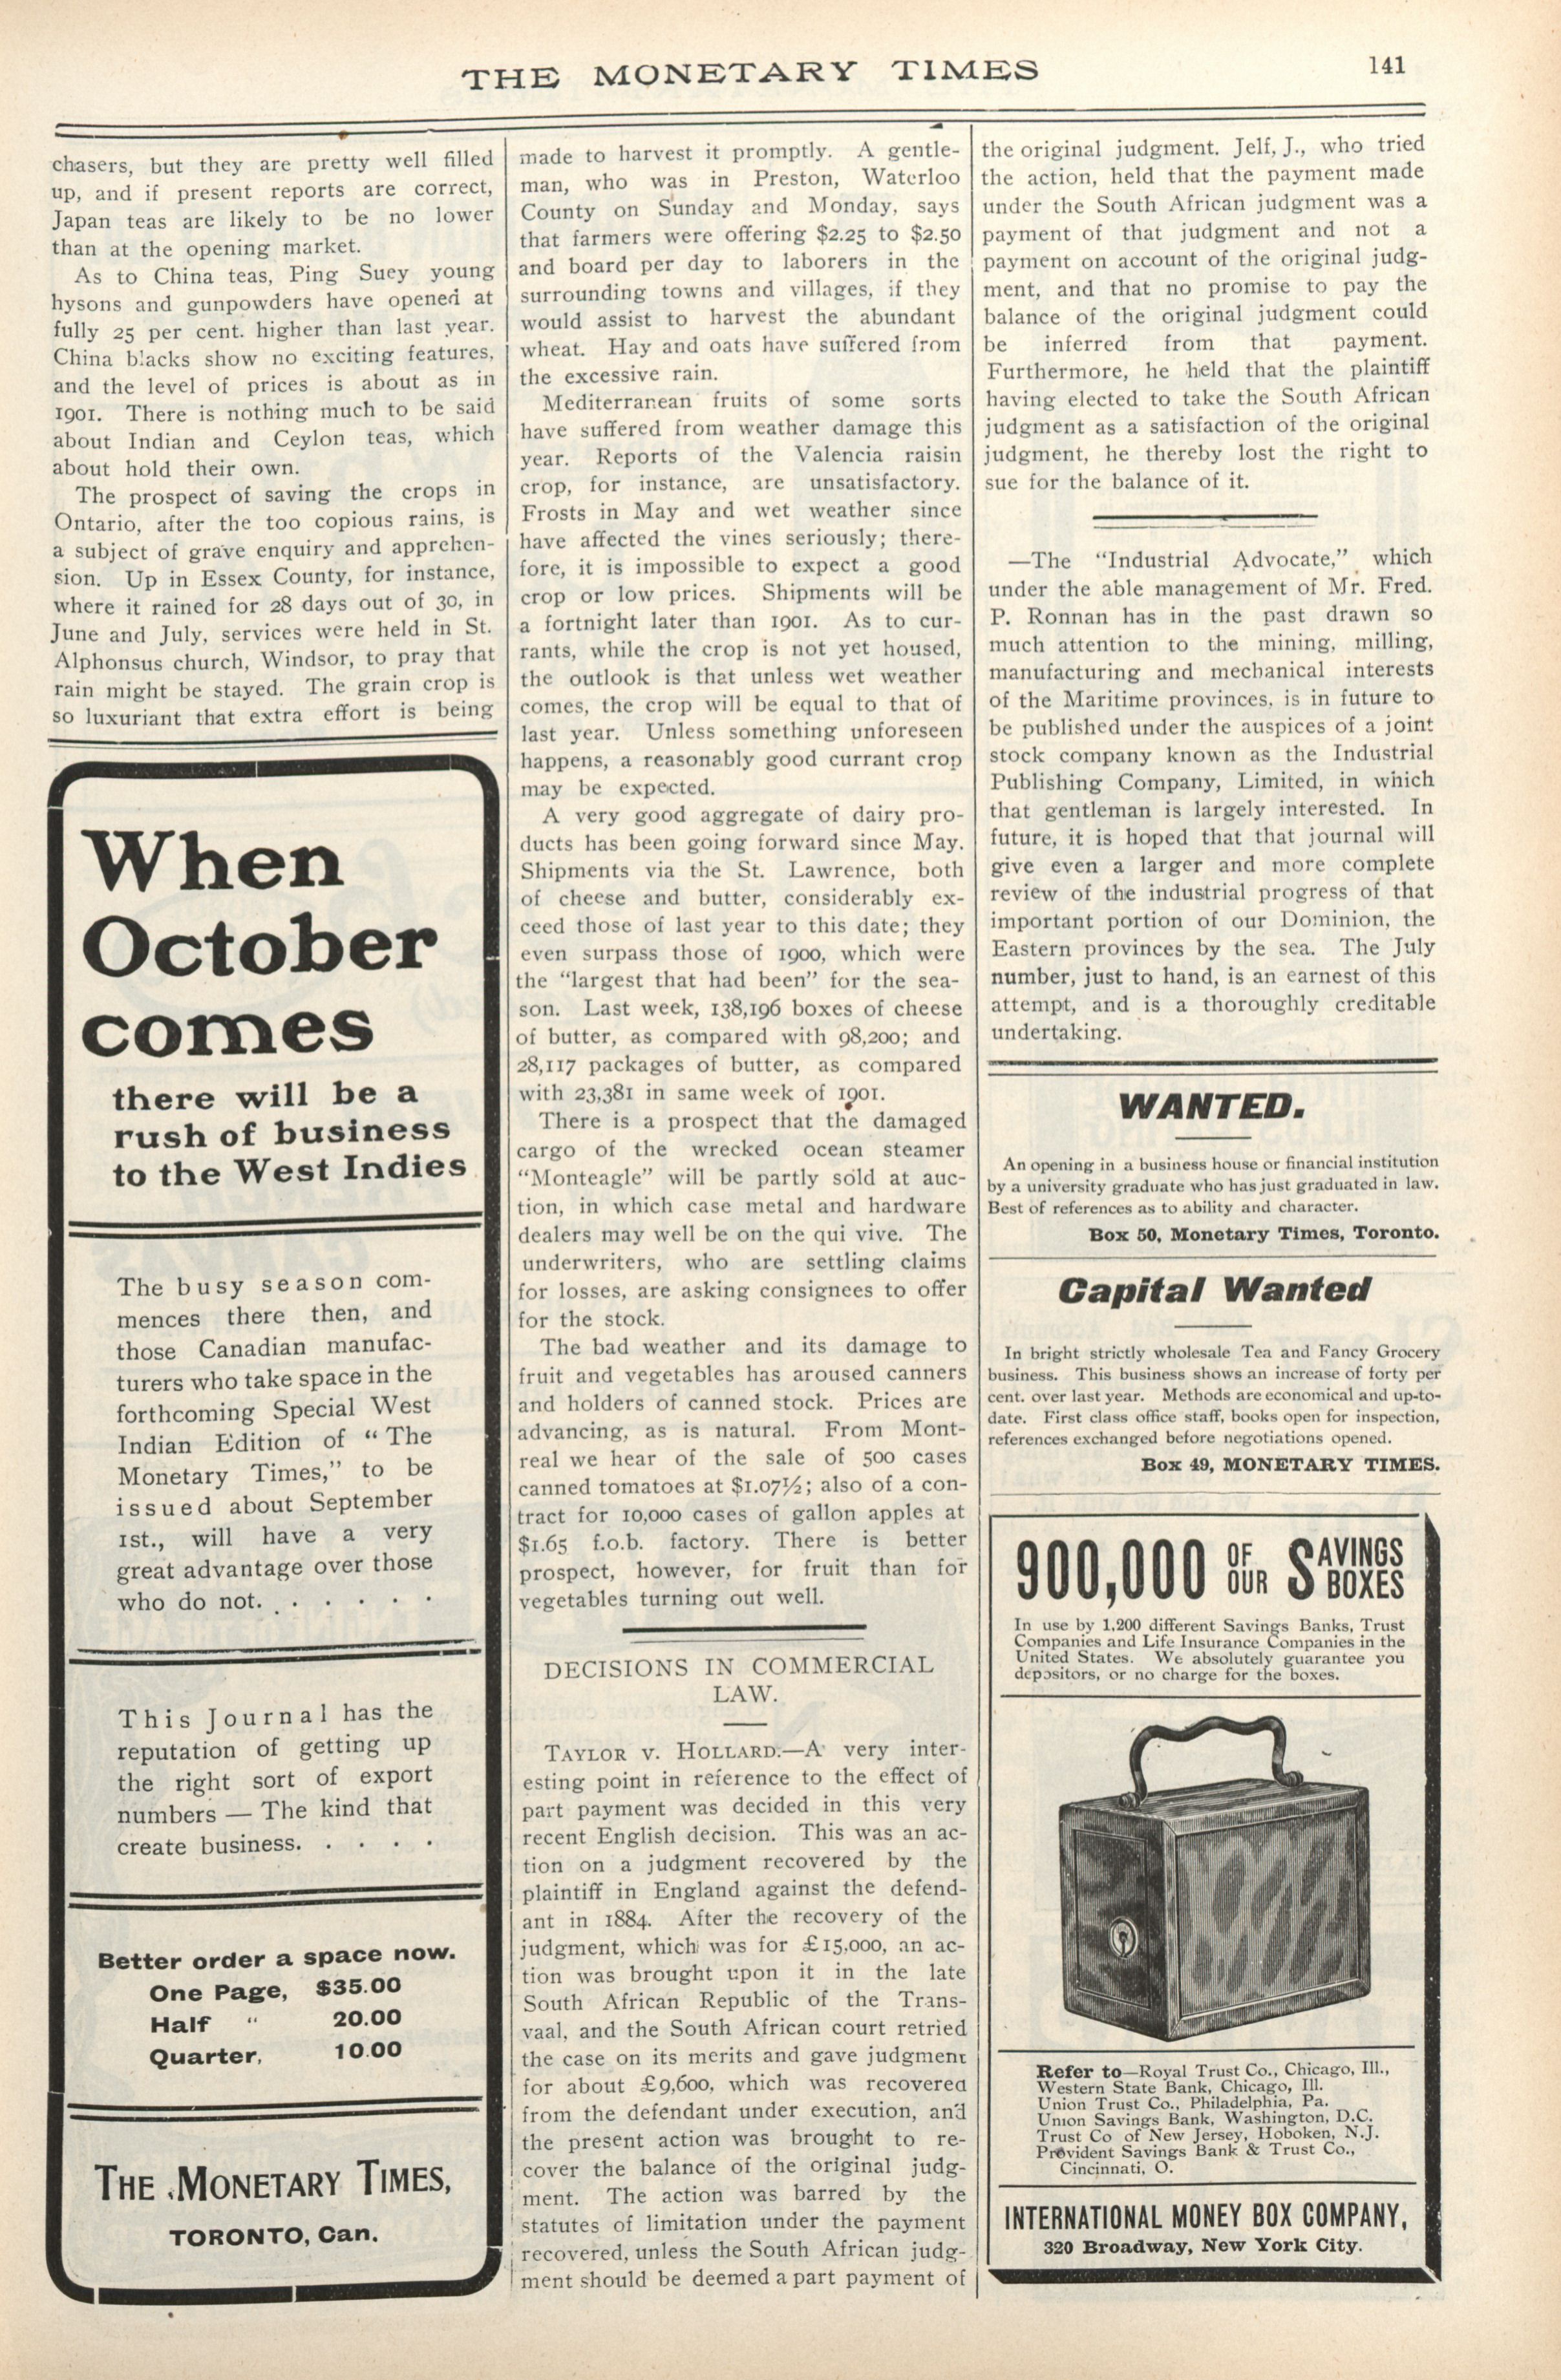 THE MONETARY TIMES
141
chasers, but they are pretty well filled
up, and if present reports are correct,
Japan teas are likely to be no lower
than at the opening market.
As to China teas, Ping Suey young
hysons and gunpowders have opened at
fully 25 per cent. higher than last year.
China blacks show no exciting features,
and the level of prices is about as in
1901. There is nothing much to be said
about Indian and Ceylon teas, which
about hold their own.
The prospect of saving the crops in
Ontario, after the too copious rains, is
a subject of grave enquiry and apprehen-
sion. Up in Essex County, for instance,
where it rained for 28 days out of 30, in
June and July, services were held in St.
Alphonsus church, Windsor, to pray that
rain might be stayed. The grain crop is
so luxuriant that extra effort is being
When
October
comes
there will be a
rush of business
to the West Indies
The busy season com-
mences there then, and
those Canadian manufac-
turers who take space in the
forthcoming Special West
Indian Edition of "The
Monetary Times," to be
issued about September
1st., will have a very
great advantage over those
who do not. . . . . . .
This Journal has the
reputation of getting up
the right sort of export
numbers — The kind that
create business. . . . .
Better order a space now.
One Page, $35.00
Half " 20.00
Quarter, 10.00
THE MONETARY TIMES,
TORONTO, Can.
made to harvest it promptly. A gentle-
man, who was in Preston, Waterloo
County on Sunday and Monday, says
that farmers were offering $2.25 to $2.50
and board per day to laborers in the
surrounding towns and villages, if they
would assist to harvest the abundant
wheat. Hay and oats have suffered from
the excessive rain.
Mediterranean fruits of some sorts
have suffered from weather damage this
year. Reports of the Valencia raisin
crop, for instance, are unsatisfactory.
Frosts in May and wet weather since
have affected the vines seriously; there-
fore, it is impossible to expect a good
crop or low prices. Shipments will be
a fortnight later than 1901. As to cur-
rants, while the crop is not yet housed,
the outlook is that unless wet weather
comes, the crop will be equal to that of
last year. Unless something unforeseen
happens, a reasonably good currant crop
may be expected.
A very good aggregate of dairy pro-
ducts has been going forward since May.
Shipments via the St. Lawrence, both
of cheese and butter, considerably ex-
ceed those of last year to this date; they
even surpass those of 1900, which were
the "largest that had been" for the sea-
son. Last week, 138,196 boxes of cheese
of butter, as compared with 98,200; and
28,117 packages of butter, as compared
with 23,381 in same week of 1901.
There is a prospect that the damaged
cargo of the wrecked ocean steamer
"Monteagle" will be partly sold at auc-
tion, in which case metal and hardware
dealers may well be on the qui vive. The
underwriters, who are settling claims
for losses, are asking consignees to offer
for the stock.
The bad weather and its damage to
fruit and vegetables has aroused canners
and holders of canned stock. Prices are
advancing, as is natural. From Mont-
real we hear of the sale of 500 cases
canned tomatoes at $1.07½; also of a con-
tract for 10,000 cases of gallon apples at
$1.65 f.o.b. factory. There is better
prospect, however, for fruit than for
vegetables turning out well.
DECISIONS IN COMMERCIAL
LAW.
TAYLOR V. HOLLARD.—A very inter-
esting point in reference to the effect of
part payment was decided in this very
recent English decision. This was an ac-
tion on a judgment recovered by the
plaintiff in England against the defend-
ant in 1884. After the recovery of the
judgment, which was for £15,000, an ac-
tion was brought upon it in the late
South African Republic of the Trans-
vaal, and the South African court retried
the case on its merits and gave judgment
for about £9,600, which was recovered
from the defendant under execution, and
the present action was brought to re-
cover the balance of the original judg-
ment. The action was barred by the
statutes of limitation under the payment
recovered, unless the South African judg-
ment should be deemed a part payment of
the original judgment. Jelf, J., who tried
the action, held that the payment made
under the South African judgment was a
payment of that judgment and not a
payment on account of the original judg-
ment, and that no promise to pay the
balance of the original judgment could
be inferred from that payment.
Furthermore, he held that the plaintiff
having elected to take the South African
judgment as a satisfaction of the original
judgment, he thereby lost the right to
sue for the balance of it.
—The "Industrial Advocate," which
under the able management of Mr. Fred.
P. Ronnan has in the past drawn so
much attention to the mining, milling,
manufacturing and mechanical interests
of the Maritime provinces, is in future to
be published under the auspices of a joint
stock company known as the Industrial
Publishing Company, Limited, in which
that gentleman is largely interested. In
future, it is hoped that that journal will
give even a larger and more complete
review of the industrial progress of that
important portion of our Dominion, the
Eastern provinces by the sea. The July
number, just to hand, is an earnest of this
attempt, and is a thoroughly creditable
undertaking.
WANTED.
An opening in a business house or financial institution
by a university graduate who has just graduated in law.
Best of references as to ability and character.
Box 50, Monetary Times, Toronto.
Capital Wanted
In bright strictly wholesale Tea and Fancy Grocery
business. This business shows an increase of forty per
cent. over last year. Methods are economical and up-to-
date. First class office staff, books open for inspection,
references exchanged before negotiations opened.
Box 49, MONETARY TIMES.
900,000 OF OUR SAVINGS BOXES
In use by 1,200 different Savings Banks, Trust
Companies and Life Insurance Companies in the
United States. We absolutely guarantee you
depositors, or no charge for the boxes.
Refer to—Royal Trust Co., Chicago, Ill.,
Western State Bank, Chicago, Ill.
Union Trust Co., Philadelphia, Pa.
Union Savings Bank, Washington, D.C.
Trust Co of New Jersey, Hoboken, N.J.
Provident Savings Bank & Trust Co.,
Cincinnati, O.
INTERNATIONAL MONEY BOX COMPANY,
320 Broadway, New York City.